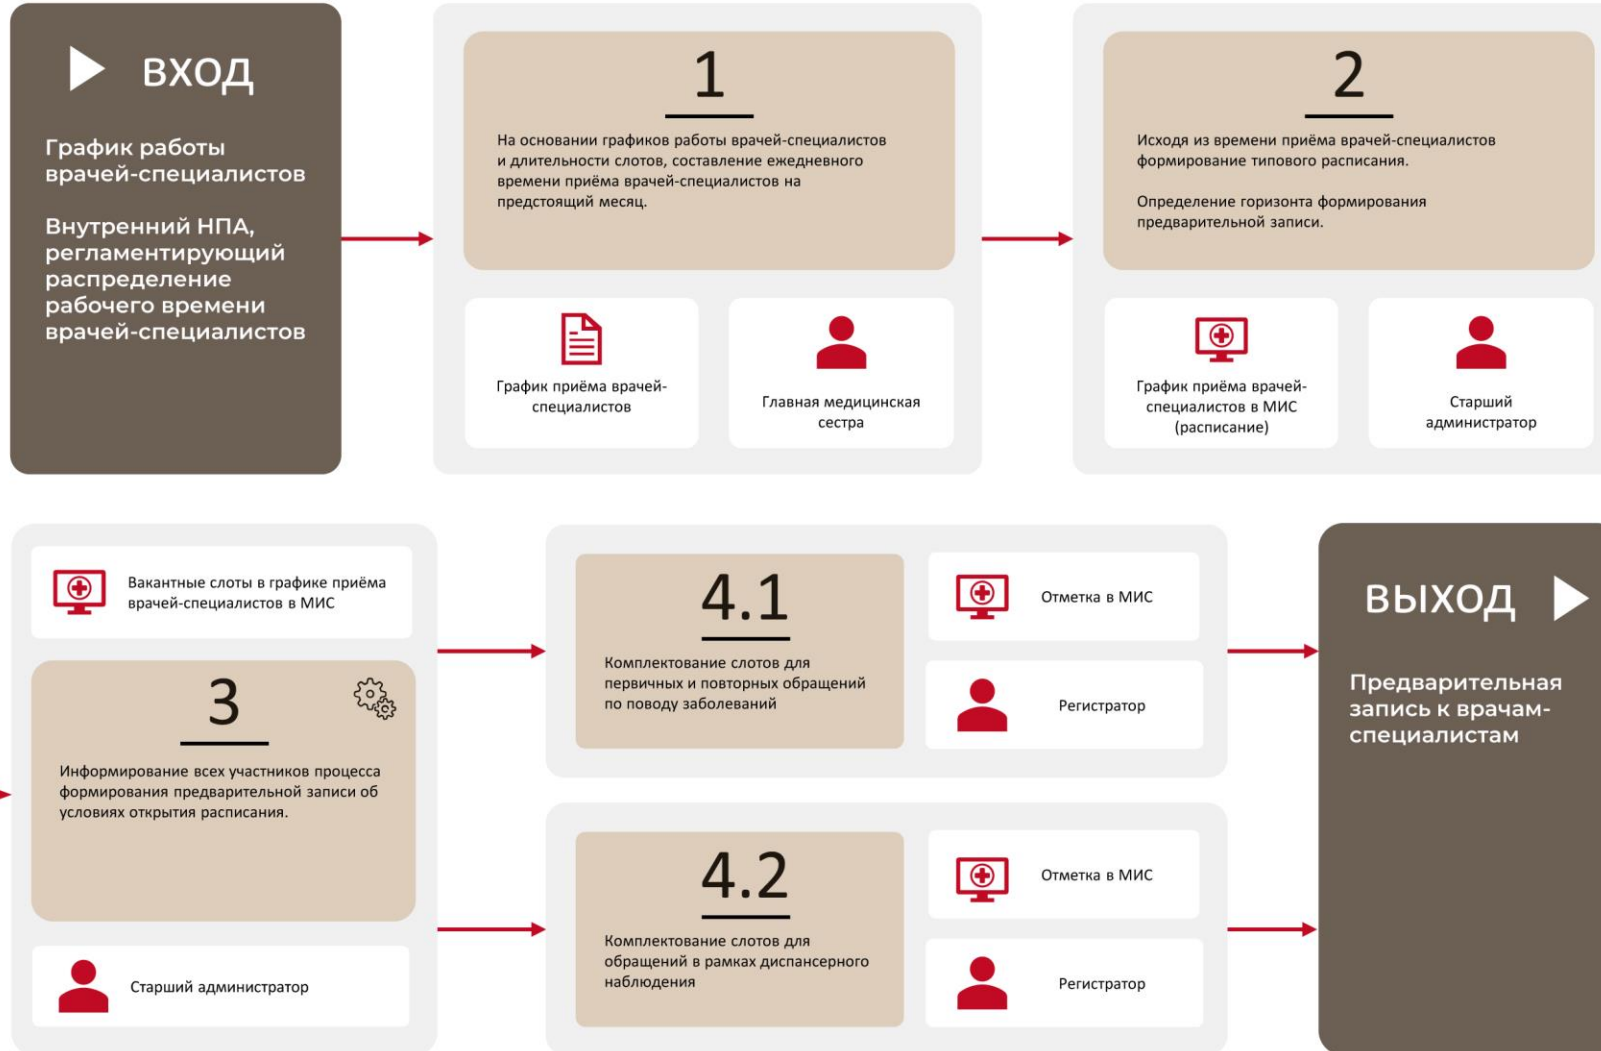 ВХОД
График работы
врачей-специалистов
Внутренний НПА,
регламентирующий
распределение
рабочего времени
врачей-специалистов
1
На основании графиков работы врачей-специалистов
и длительности слотов, составление ежедневного
времени приёма врачей-специалистов на
предстоящий месяц.
График приёма врачей-
специалистов
Главная медицинская
сестра
2
Исходя из времени приёма врачей-специалистов
формирование типового расписания.
Определение горизонта формирования
предварительной записи.
График приёма врачей-
специалистов в МИС
(расписание)
Старший
администратор
Вакантные слоты в графике приёма
врачей-специалистов в МИС
3
Информирование всех участников процесса
формирования предварительной записи об
условиях открытия расписания.
Старший администратор
4.1
Комплектование слотов для
первичных и повторных обращений
по поводу заболеваний
Отметка в МИС
Регистратор
4.2
Комплектование слотов для
обращений в рамках диспансерного
наблюдения
Отметка в МИС
Регистратор
ВЫХОД
Предварительная
запись к врачам-
специалистам